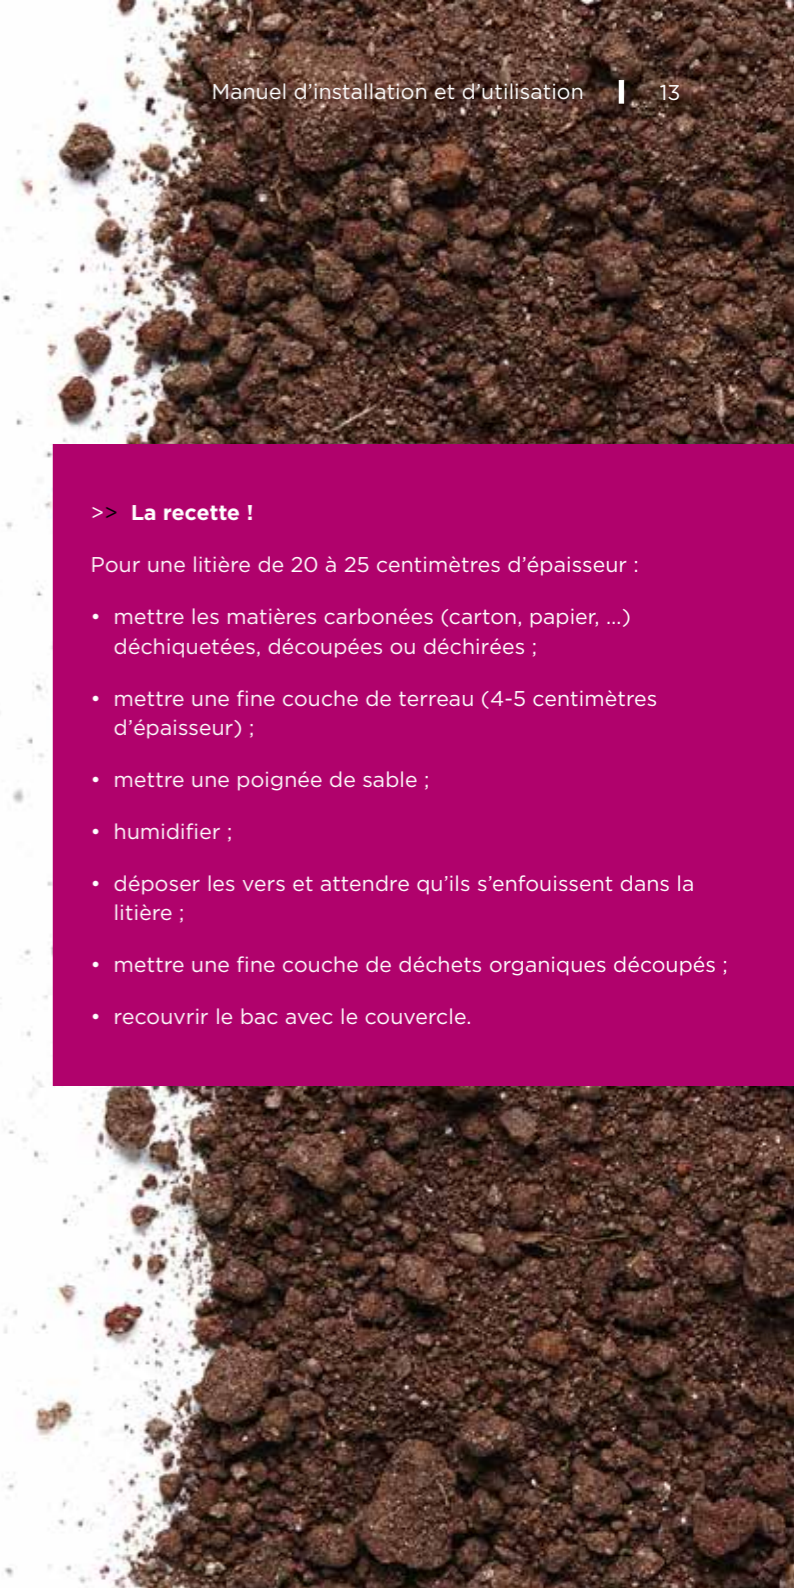 Manuel d’installation et d’utilisation | 13
>> La recette !
Pour une litière de 20 à 25 centimètres d’épaisseur :
• mettre les matières carbonées (carton, papier, ...)
déchiquetées, découpées ou déchirées ;
• mettre une fine couche de terreau (4-5 centimètres
d’épaisseur) ;
• mettre une poignée de sable ;
• humidifier ;
• déposer les vers et attendre qu’ils s’enfouissent dans la
litière ;
• mettre une fine couche de déchets organiques découpés ;
• recouvrir le bac avec le couvercle.